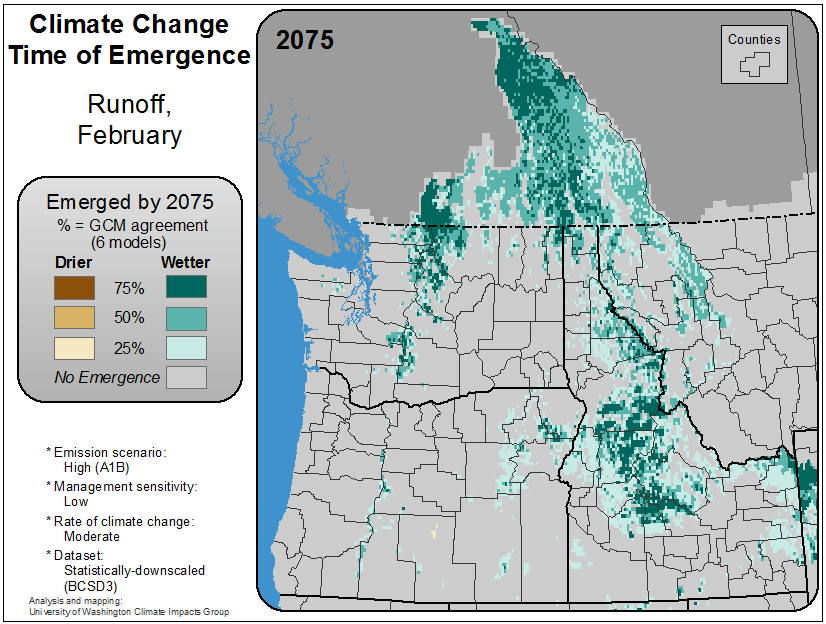 Climate Change
Time of Emergence
Runoff,
February
Emerged by 2075
% = GCM agreement
(6 models)
Drier Wetter
75%
50%
25%
No Emergence
* Emission scenario:
High (A1B)
* Management sensitivity:
Low
* Rate of climate change:
Moderate
* Dataset:
Statistically-downscaled
(BCSD3)
Analysis and mapping:
University of Washington Climate Impacts Group
2075
Counties